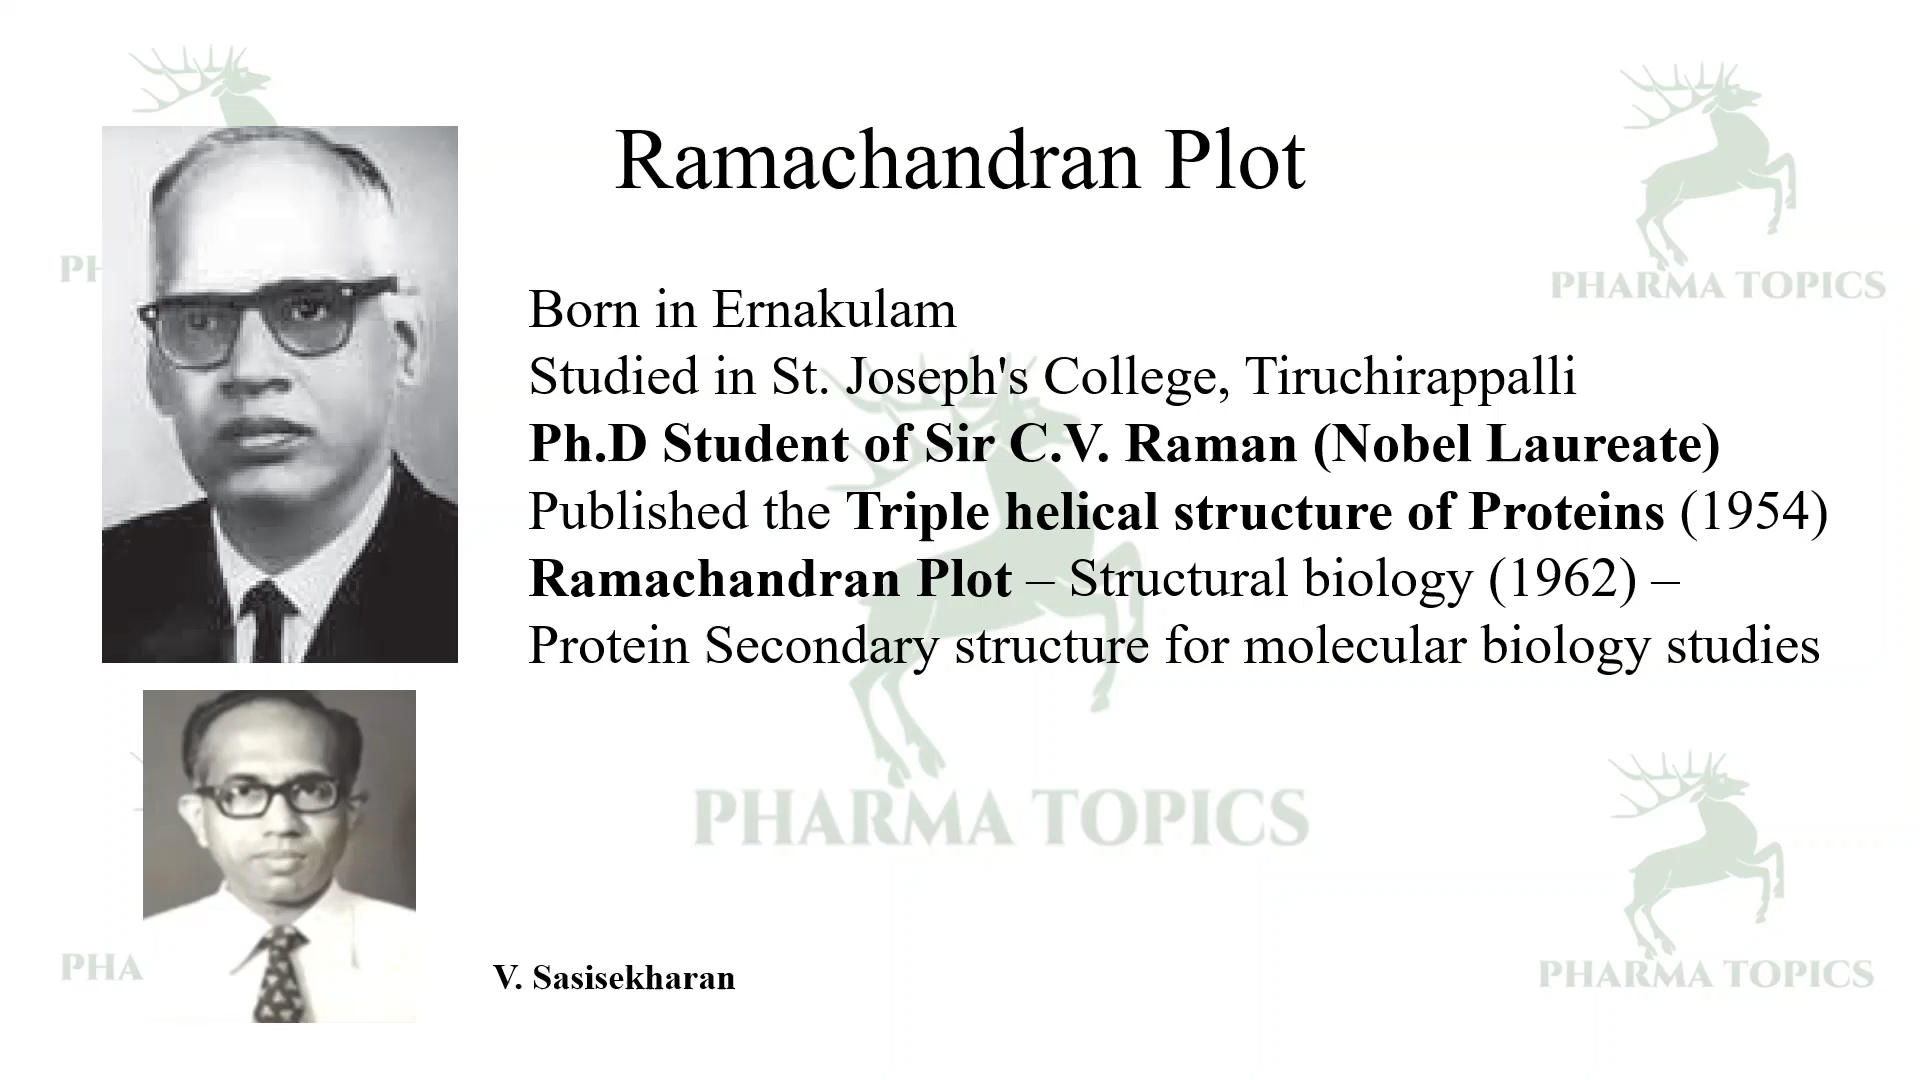 Ramachandran Plot
PHARMA TOPICS
PH
Born in Ernakulam
Studied in St. Joseph's College, Tiruchirappalli
Ph.D Student of Sir C.V. Raman (Nobel Laureate)
Published the Triple helical structure of Proteins (1954)
Ramachandran Plot – Structural biology (1962) –
Protein Secondary structure for molecular biology studies
PHARMA TOPICS
PHA
V. Sasisekharan
PHARMA TOPICS